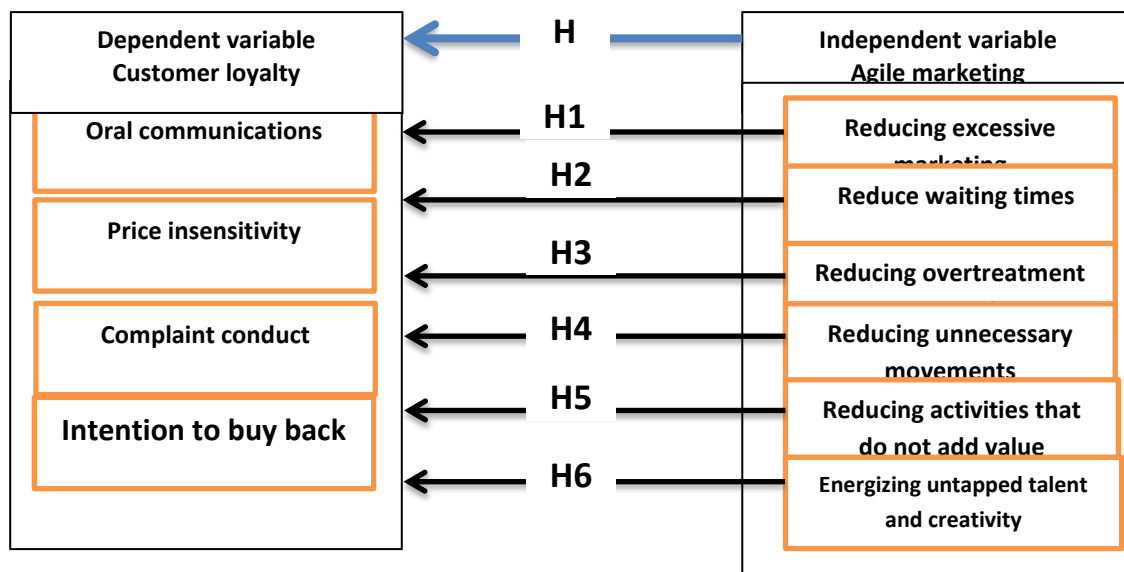 Dependent variable
Customer loyalty
H
Independent variable
Agile marketing
Oral communications
H1
Reducing excessive
marketing
H2
Reduce waiting times
Price insensitivity
H3
Reducing overtreatment
Complaint conduct
H4
Reducing unnecessary
movements
H5
Reducing activities that
do not add value
Intention to buy back
H6
Energizing untapped talent
and creativity